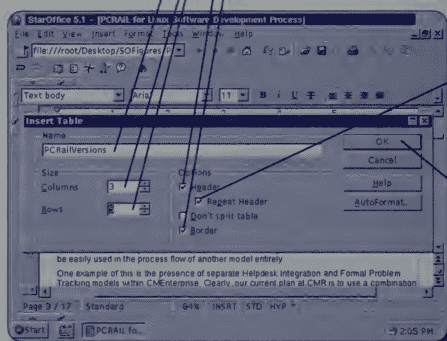 StarOffice 5.1 - [PCRAIL for Linux Software Development Process]
File Edit View Insert Format Tools Window Help
file:///root/Desktop/SOFigures/P
Text body Arial 11 B i U
Insert Table
Name
PCRailVersions
OK
Size Options
Cancel
Columns 3 Header
Help
Repeat Header
Rows
AutoFormat..
Don't split table
Border
be easily used in the process flow of another model entirely
One example of this is the presence of separate Helpdesk Integration and Formal Problem
Tracking models within CMEnterprise Clearly, our current plan at CMR is to use a combination
Page 3 / 17 Standard 84% INSRT STD HYP *
Start PCRAIL fo... 2:05 PM